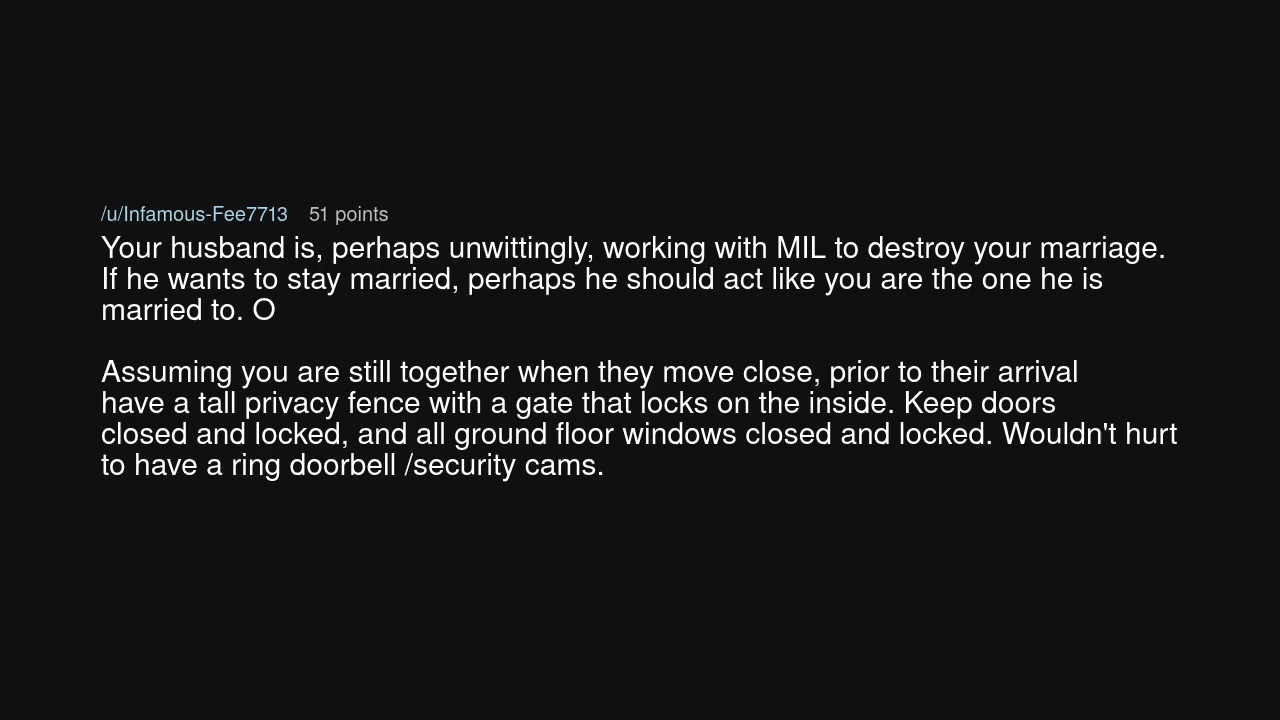 /u/Infamous-Fee7713 51 points
Your husband is, perhaps unwittingly, working with MIL to destroy your marriage.
If he wants to stay married, perhaps he should act like you are the one he is
married to. O
Assuming you are still together when they move close, prior to their arrival
have a tall privacy fence with a gate that locks on the inside. Keep doors
closed and locked, and all ground floor windows closed and locked. Wouldn't hurt
to have a ring doorbell /security cams.